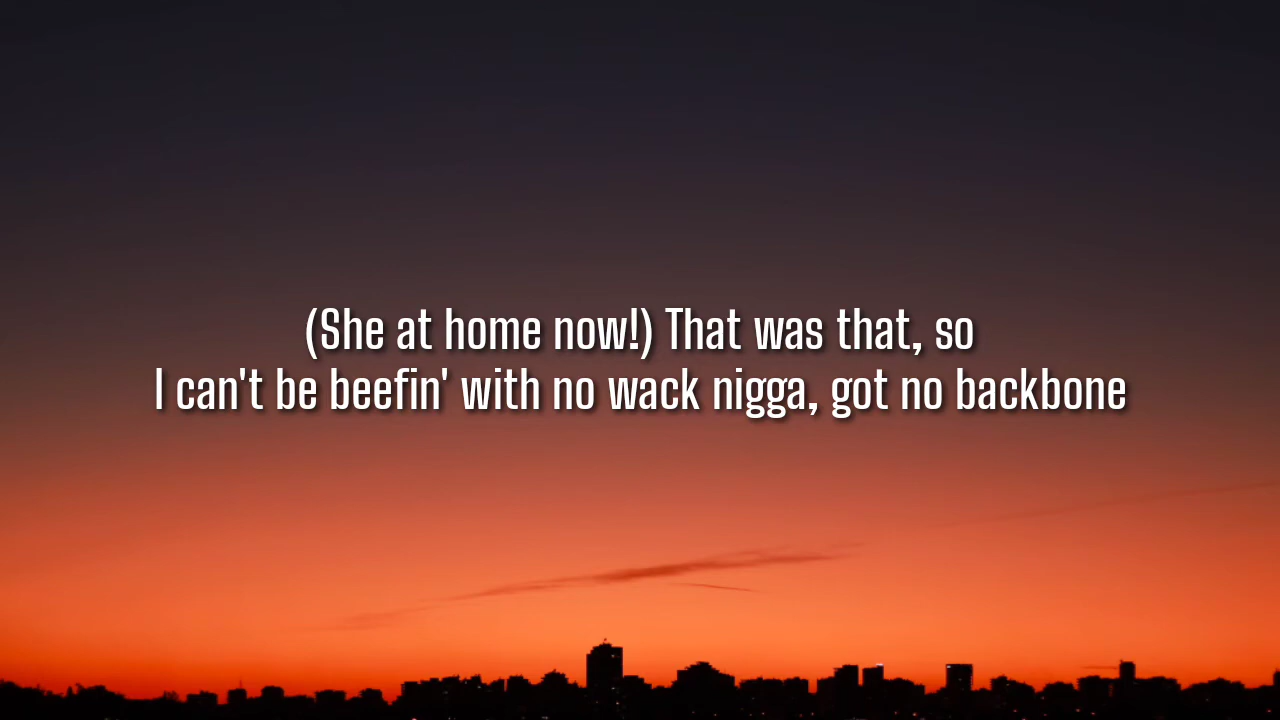 (She at home now!) That was that, so
I can't be beefin' with no wack nigga, got no backbone